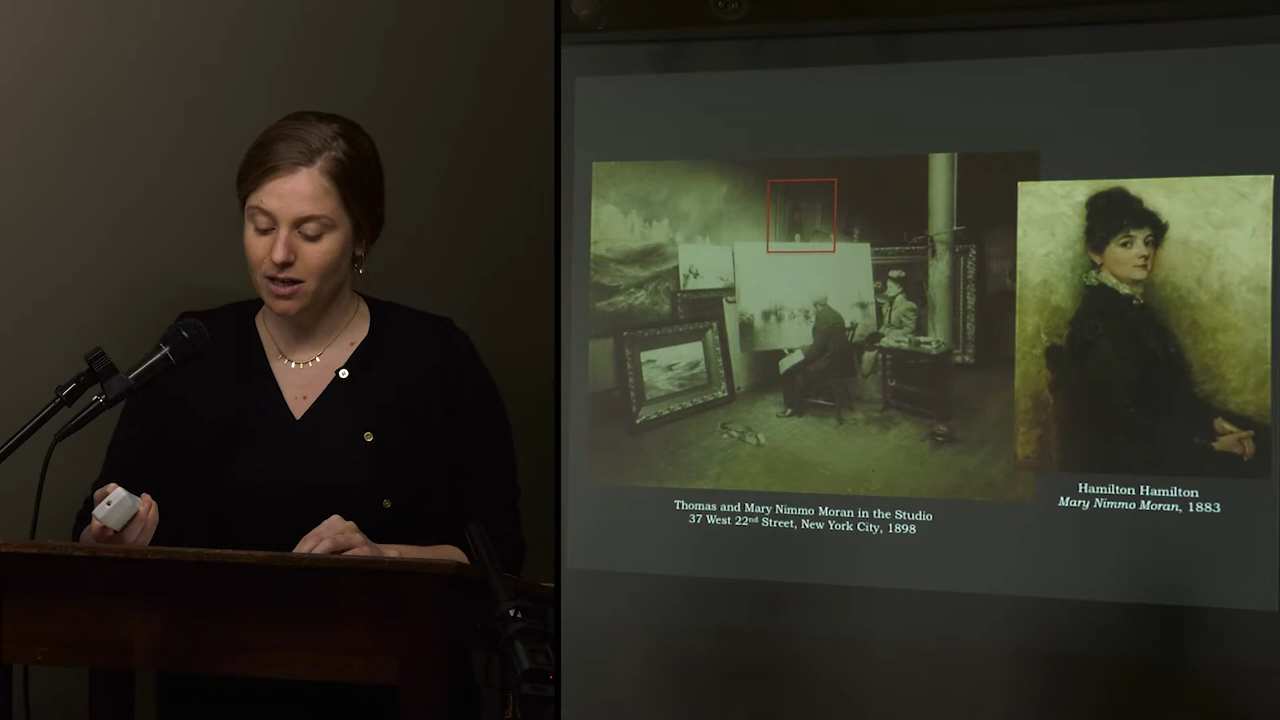 Thomas and Mary Nimmo Moran in the Studio
37 West 22nd Street, New York City, 1898
Hamilton Hamilton
Mary Nimmo Moran, 1883